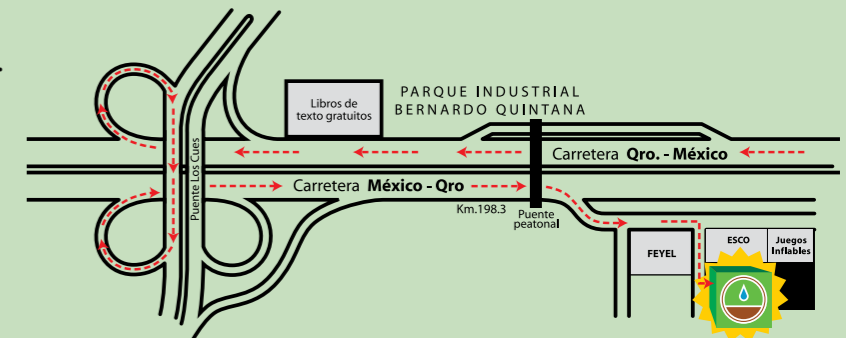 PARQUE INDUSTRIAL
BERNARDO QUINTANA
Libros de
texto gratuitos
Puente Los Cues
Carretera Qro. - México
Carretera México - Qro
Km.198.3
Puente
peatonal
FEYEL
ESCO
Juegos
Inflables